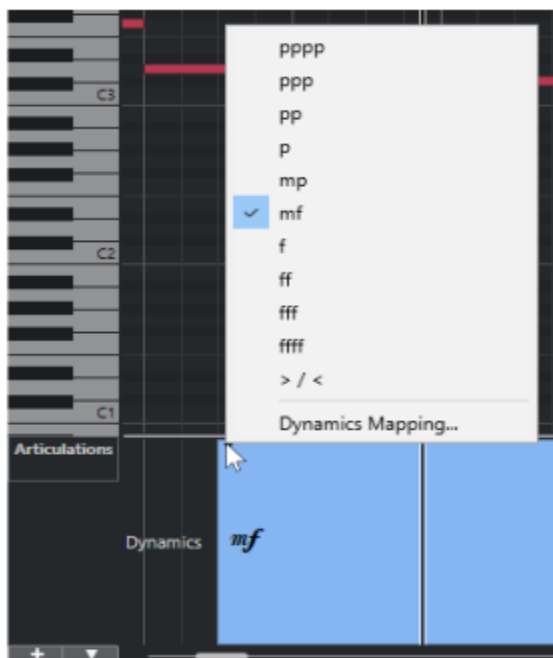 pppp
ppp
C3
pp
p
mp
mf
C2
f
ff
fff
ffff
> / <
C1
Dynamics Mapping...
Articulations
Dynamics mf